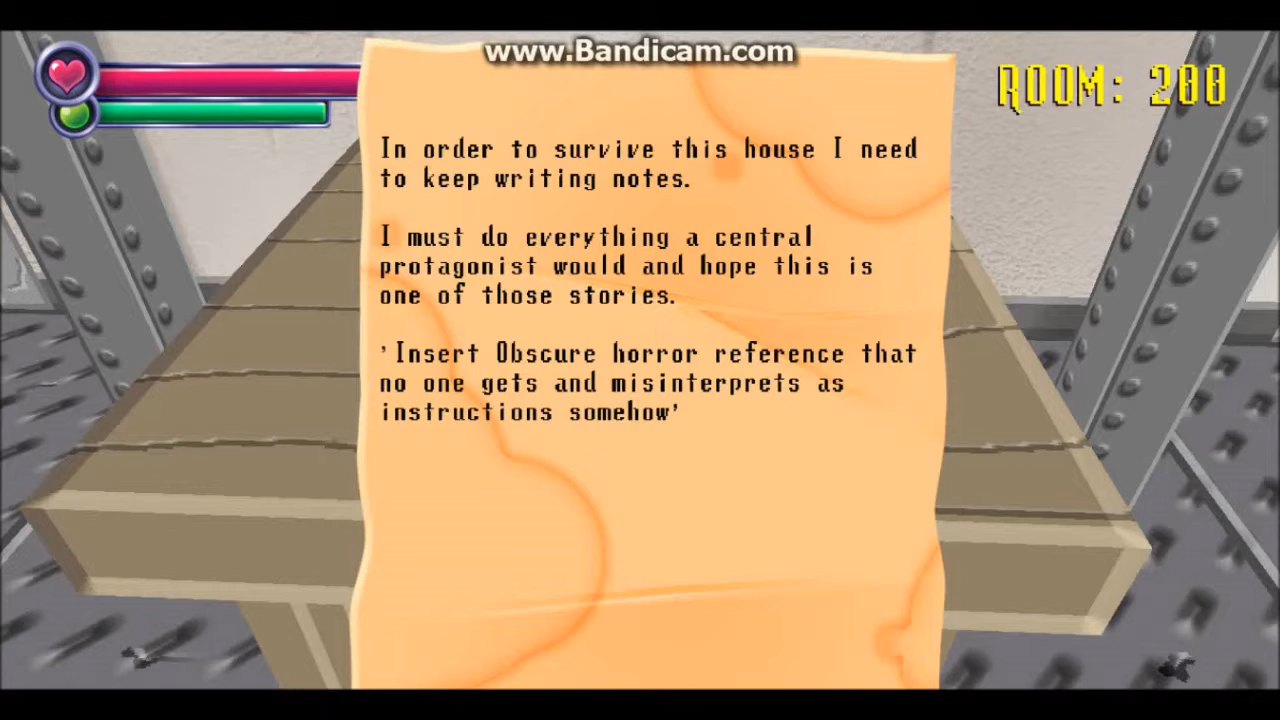 www.Bandicam.com
ROOM: 200
In order to survive this house I need
to keep writing notes.
I must do everything a central
protagonist would and hope this is
one of those stories.
'Insert Obscure horror reference that
no one gets and misinterprets as
instructions somehow'